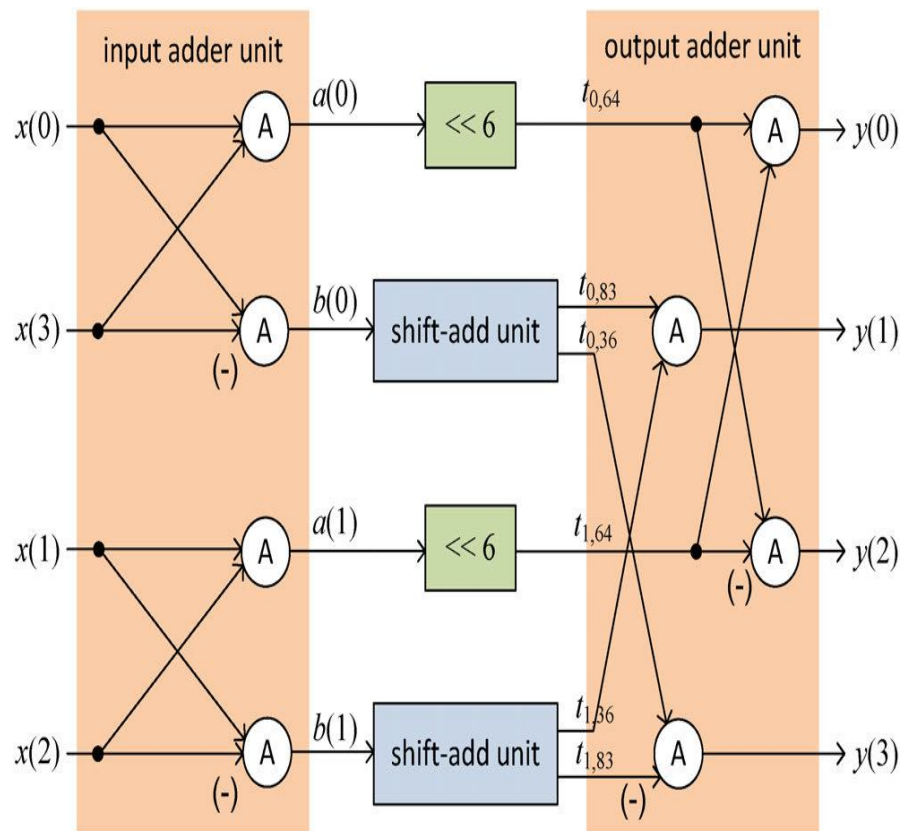 input adder unit
output adder unit
x(0)
A
a(0)
<< 6
t0,64
A
y(0)
x(3)
(-)
A
b(0)
shift-add unit
t0,83
t0,36
A
y(1)
x(1)
A
a(1)
<< 6
t1,64
(-)
A
y(2)
x(2)
(-)
A
b(1)
shift-add unit
t1,36
t1,83
(-)
A
y(3)